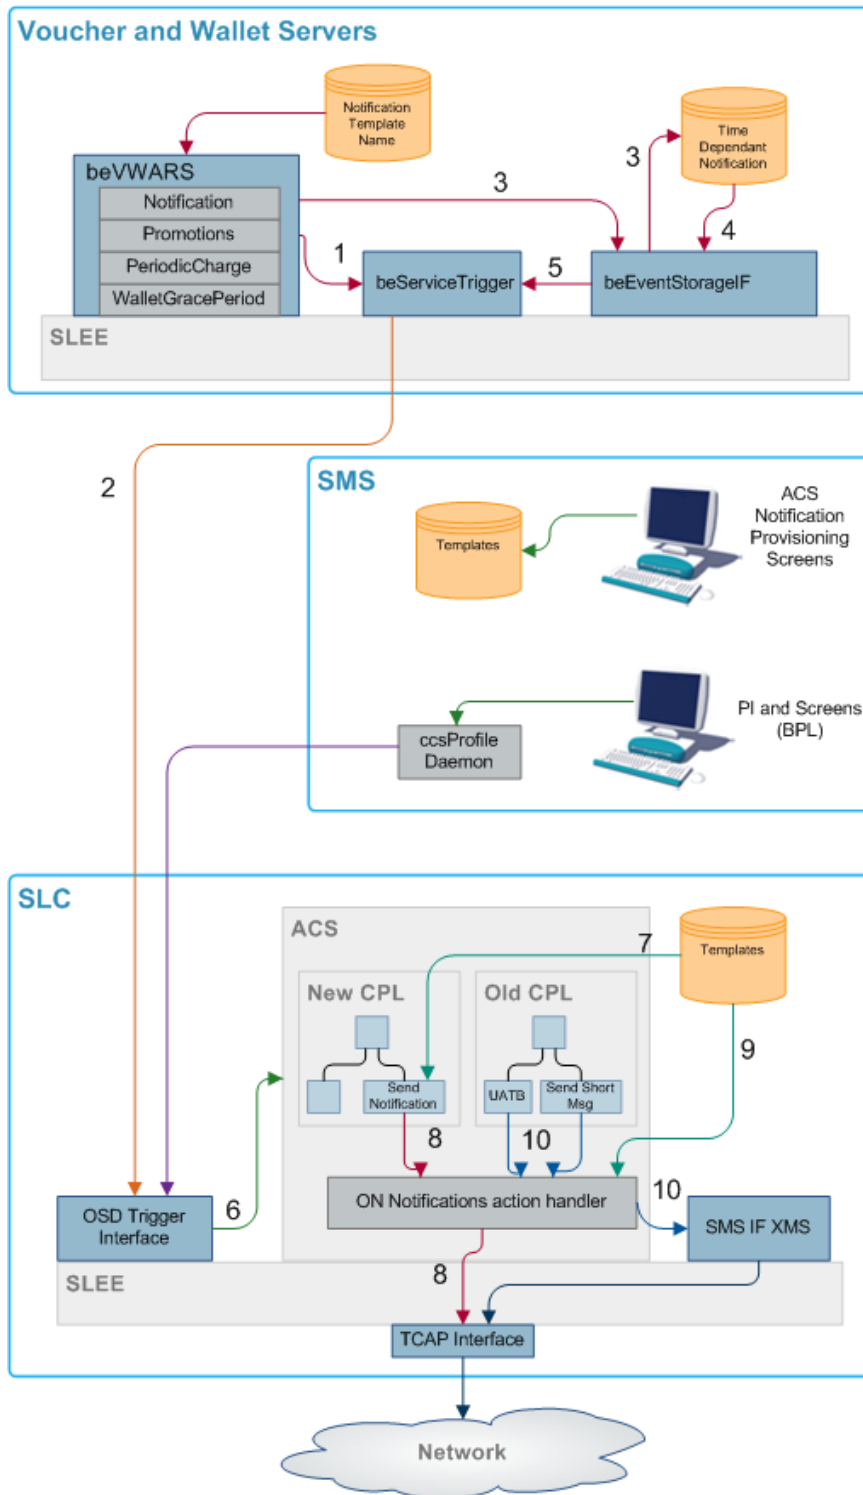 Voucher and Wallet Servers
Notification
Template
Name
Time
Dependant
Notification
beVWARS
Notification
Promotions
PeriodicCharge
WalletGracePeriod
3
3
4
1
5
beServiceTrigger
beEventStorageIF
SLEE
2
SMS
Templates
ACS
Notification
Provisioning
Screens
ccsProfile
Daemon
PI and Screens
(BPL)
SLC
ACS
7
Templates
New CPL
Old CPL
Send
Notification
UATB
Send Short
Msg
9
8
10
6
ON Notifications action handler
10
OSD Trigger
Interface
SMS IF XMS
8
SLEE
TCAP Interface
Network